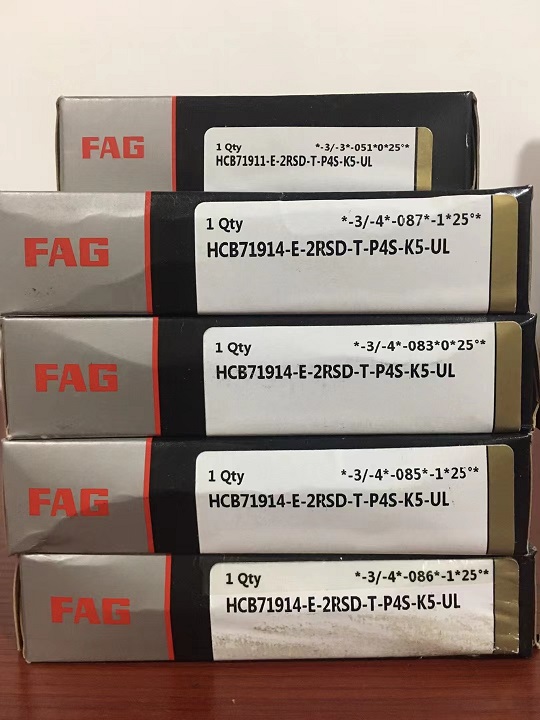 FAG
1 Qty *-3/-3*-051*0*25°*
HCB71911-E-2RSD-T-P4S-K5-UL
FAG
1 Qty *-3/-4*-087*-1*25°*
HCB71914-E-2RSD-T-P4S-K5-UL
FAG
1 Qty *-3/-4*-083*0*25°*
HCB71914-E-2RSD-T-P4S-K5-UL
FAG
1 Qty *-3/-4*-085*-1*25°*
HCB71914-E-2RSD-T-P4S-K5-UL
FAG
1 Qty *-3/-4*-086*-1*25°*
HCB71914-E-2RSD-T-P4S-K5-UL